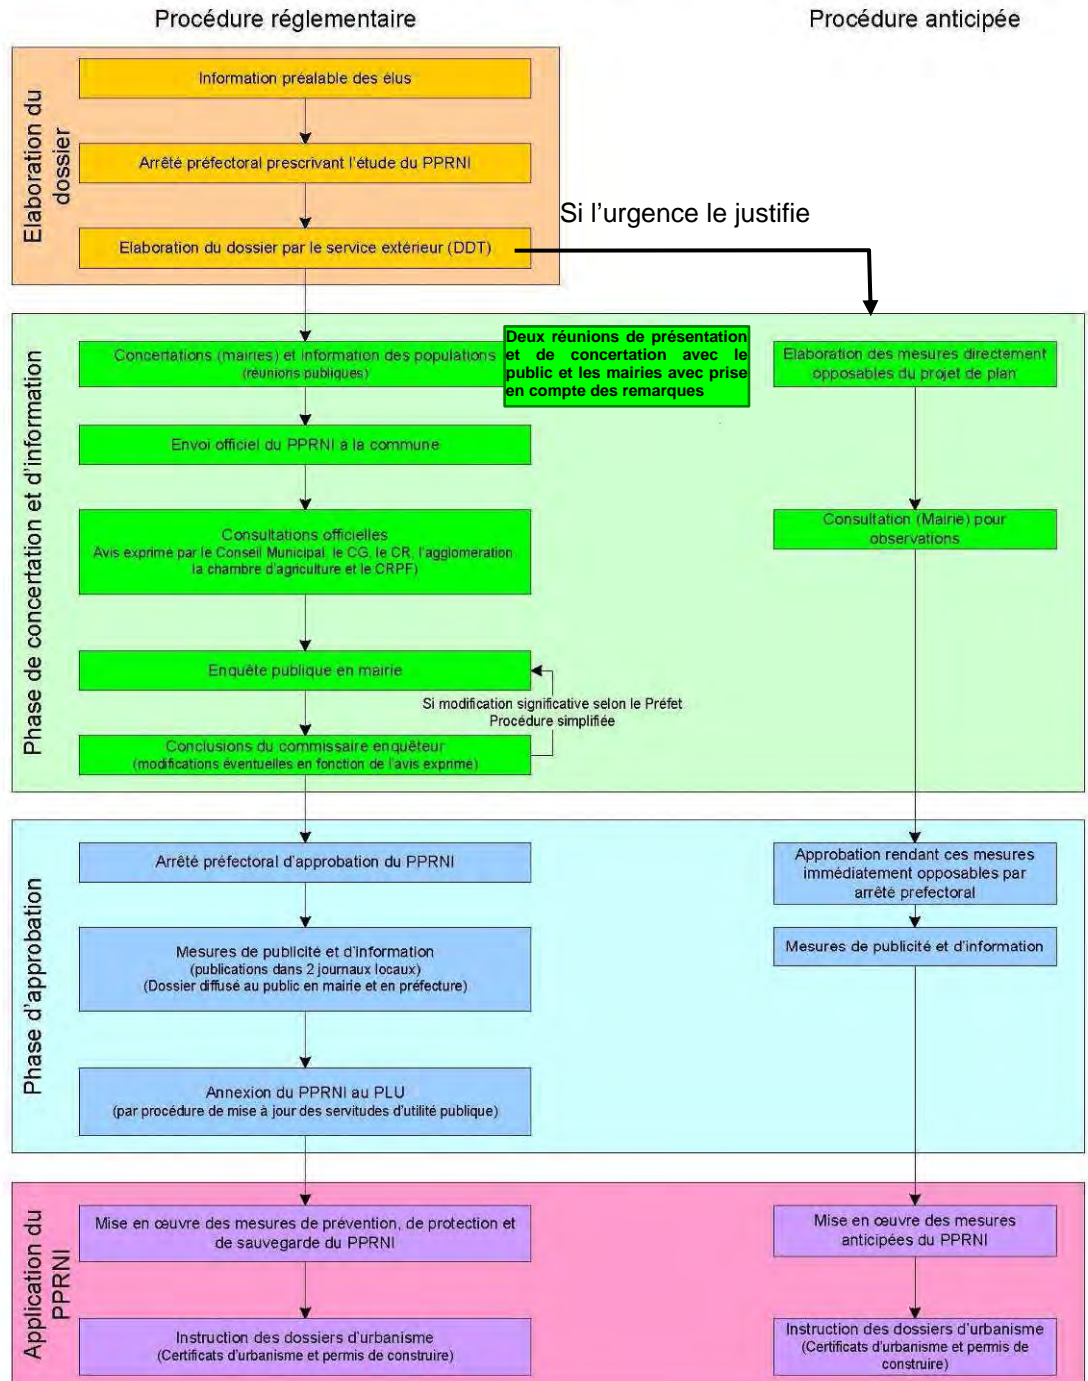 Procédure réglementaire
Procédure anticipée
Elaboration du
dossier
Information préalable des élus
Arrêté préfectoral prescrivant l'étude du PPRNI
Elaboration du dossier par le service extérieur (DDT)
Si l'urgence le justifie
Phase de concertation et d'information
Concertations (mairies) et information des populations
(réunions publiques)
Deux réunions de présentation
et de concertation avec le
public et les mairies avec prise
en compte des remarques
Elaboration des mesures directement
opposables du projet de plan
Envoi officiel du PPRNI à la commune
Consultations officielles
Avis exprimé par le Conseil Municipal, le CG, le CR, l'agglomération
la chambre d'agriculture et le CRPF)
Consultation (Mairie) pour
observations
Enquête publique en mairie
Si modification significative selon le Préfet
Procédure simplifiée
Conclusions du commissaire enquêteur
(modifications éventuelles en fonction de l'avis exprimé)
Phase d'approbation
Arrêté préfectoral d'approbation du PPRNI
Approbation rendant ces mesures
immédiatement opposables par
arrêté prefectoral
Mesures de publicité et d'information
(publications dans 2 journaux locaux)
(Dossier diffusé au public en mairie et en préfecture)
Mesures de publicité et d'information
Annexion du PPRNI au PLU
(par procédure de mise à jour des servitudes d'utilité publique)
Application du
PPRNI
Mise en œuvre des mesures de prévention, de protection et
de sauvegarde du PPRNI
Mise en œuvre des mesures
anticipées du PPRNI
Instruction des dossiers d'urbanisme
(Certificats d'urbanisme et permis de construire)
Instruction des dossiers d'urbanisme
(Certificats d'urbanisme et permis de
construire)